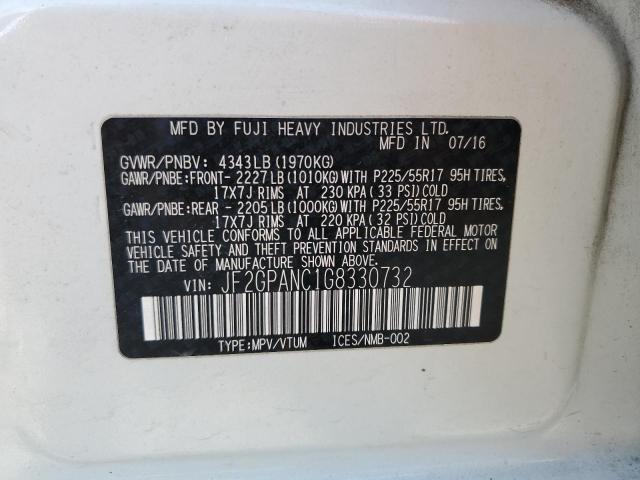 MFD BY FUJI HEAVY INDUSTRIES LTD.
MFD IN 07/16
GVWR/PNBV: 4343LB(1970KG)
GAWR/PNBE:FRONT- 2227LB(1010KG)WITH P225/55R17 95H TIRES,
17X7J RIMS AT 230 KPA(33 PSI)COLD
GAWR/PNBE:REAR - 2205LB(1000KG)WITH P225/55R17 95H TIRES,
17X7J RIMS AT 220 KPA(32 PSI)COLD
THIS VEHICLE CONFORMS TO ALL APPLICABLE FEDERAL MOTOR
VEHICLE SAFETY AND THEFT PREVENTION STANDARDS IN EFFECT
ON THE DATE OF MANUFACTURE SHOWN ABOVE.
VIN: JF2GPANC1G8330732
TYPE:MPV/VTUM ICES/NMB-002